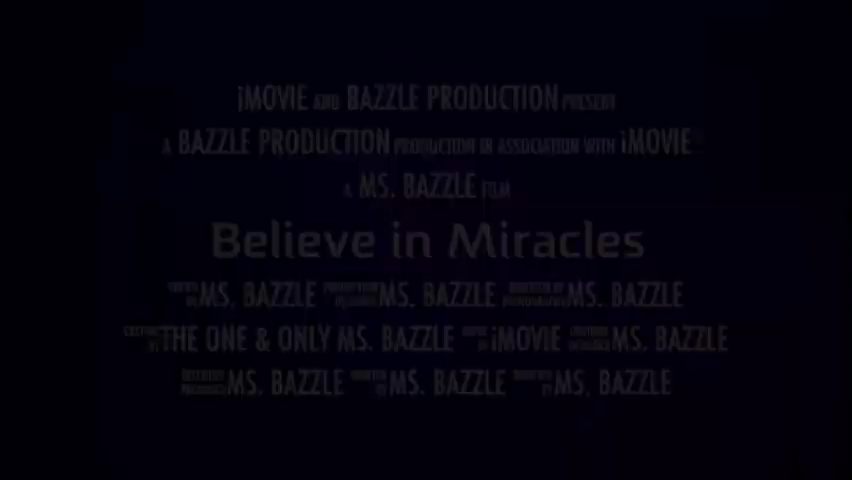 iMOVIE AND BAZZLE PRODUCTION PRESENT
A BAZZLE PRODUCTION PRODUCTION IN ASSOCIATION WITH iMOVIE
A MS. BAZZLE FILM
Believe in Miracles
MS. BAZZLE MS. BAZZLE MS. BAZZLE
THE ONE & ONLY MS. BAZZLE iMOVIE MS. BAZZLE
MS. BAZZLE MS. BAZZLE MS. BAZZLE